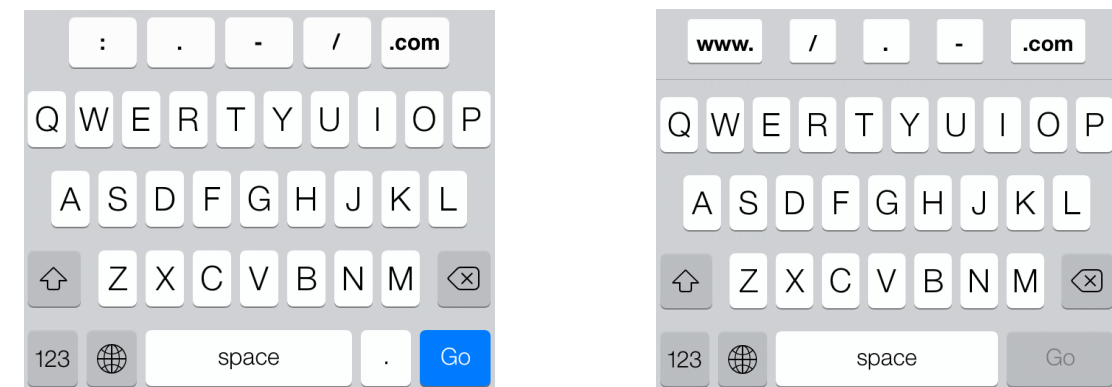 : . - / .com
Q W E R T Y U I O P
A S D F G H J K L
Z X C V B N M
123 space . Go
www. / . - .com
Q W E R T Y U I O P
A S D F G H J K L
Z X C V B N M
123 space Go